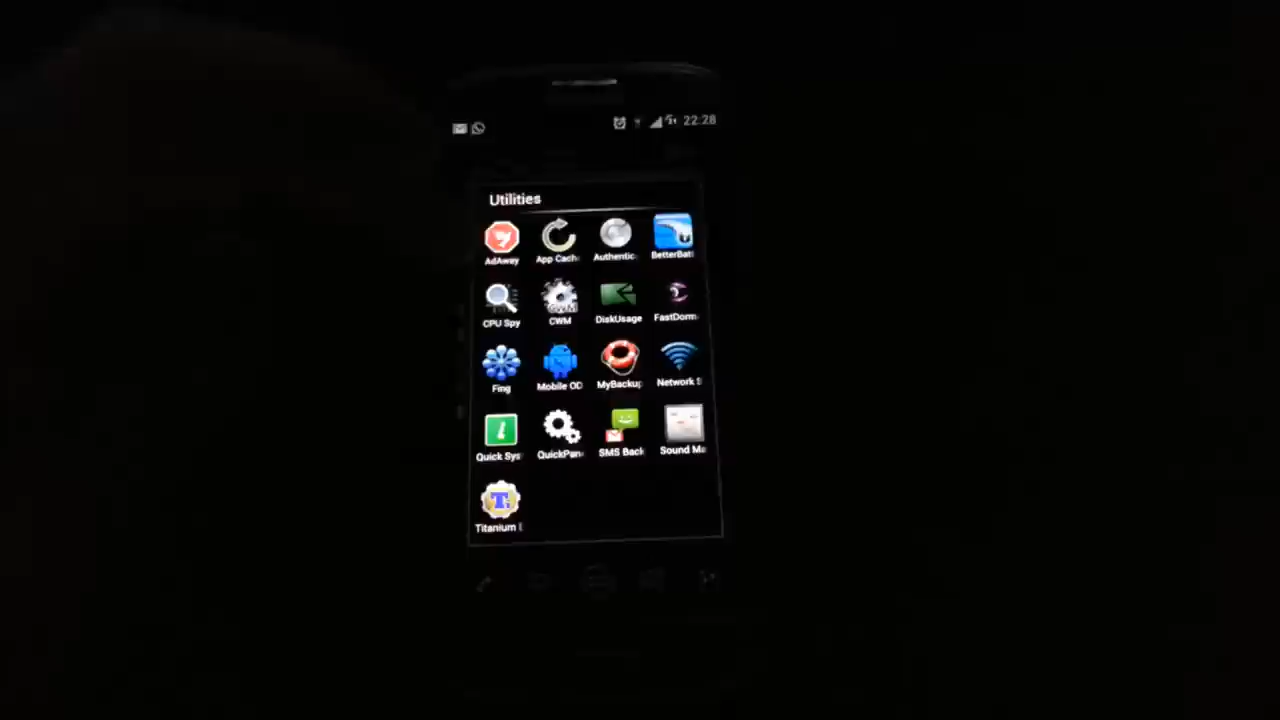 22:28
Utilities
AdAway App Cach Authentic BetterBatt
CPU Spy CWM DiskUsage FastDorm
Fing Mobile OD MyBackup Network S
Quick Sys QuickPan SMS Back Sound Ma
Titanium